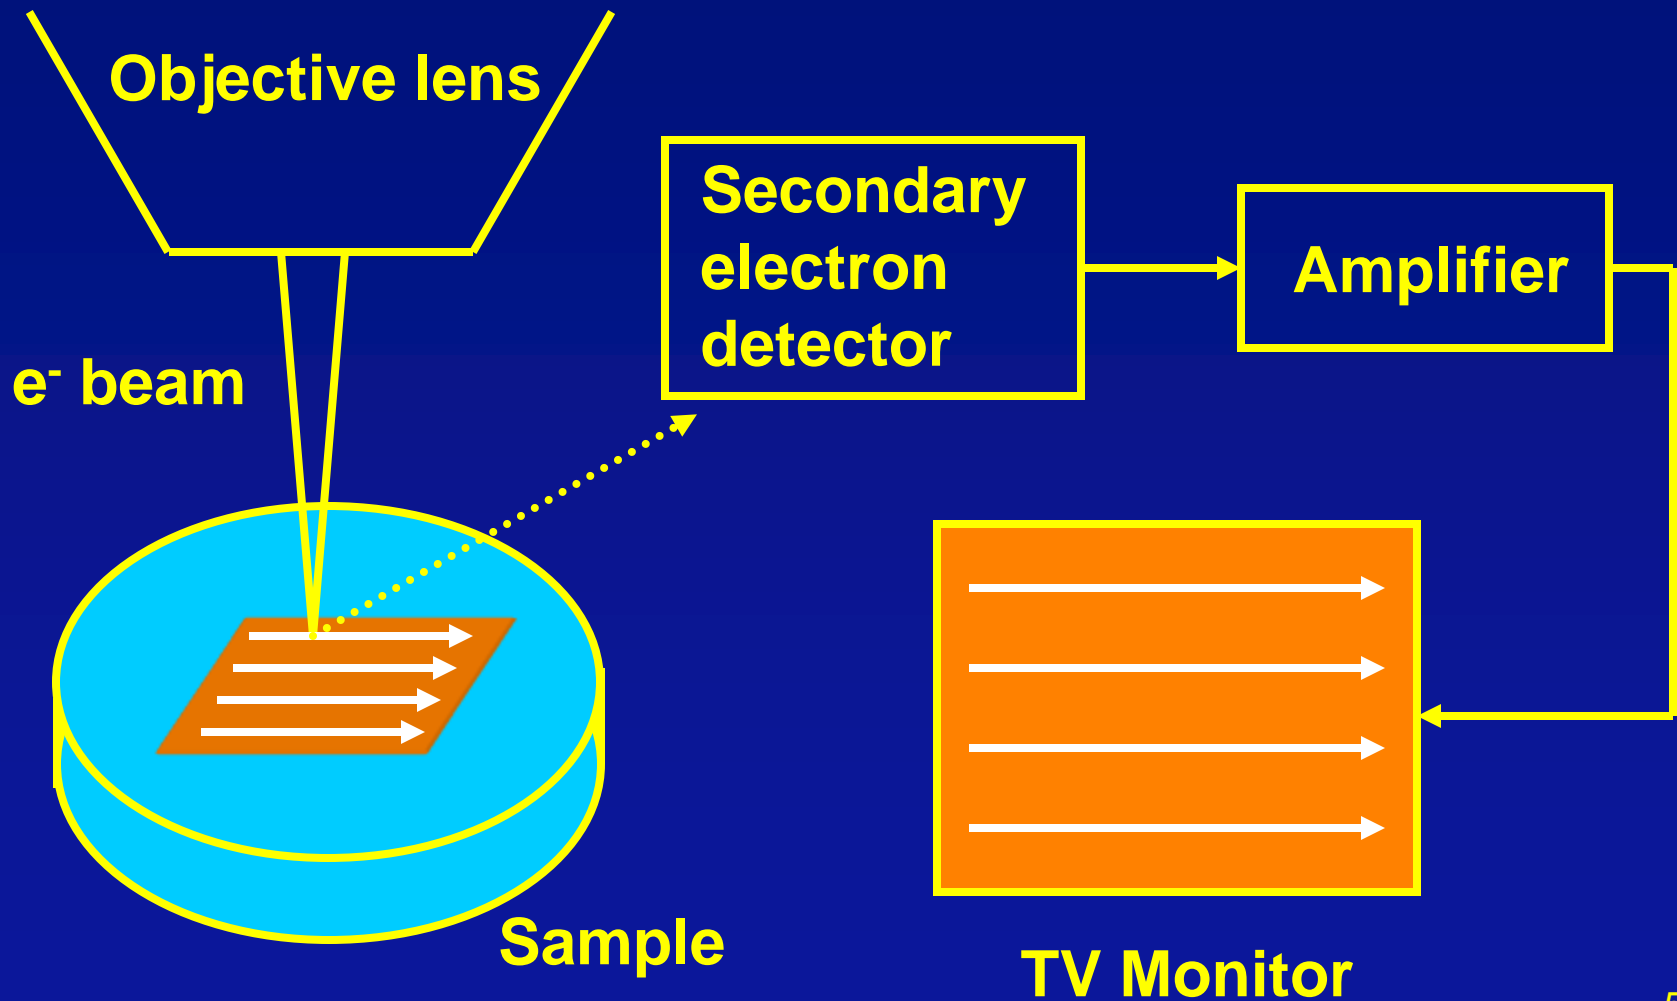 Objective lens
Secondary
electron
detector
Amplifier
e⁻ beam
Sample
TV Monitor